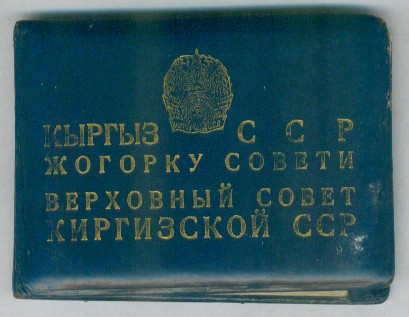 КЫРГЫЗ ССР
ЖОГОРКУ СОВЕТИ
ВЕРХОВНЫЙ СОВЕТ
КИРГИЗСКОЙ ССР